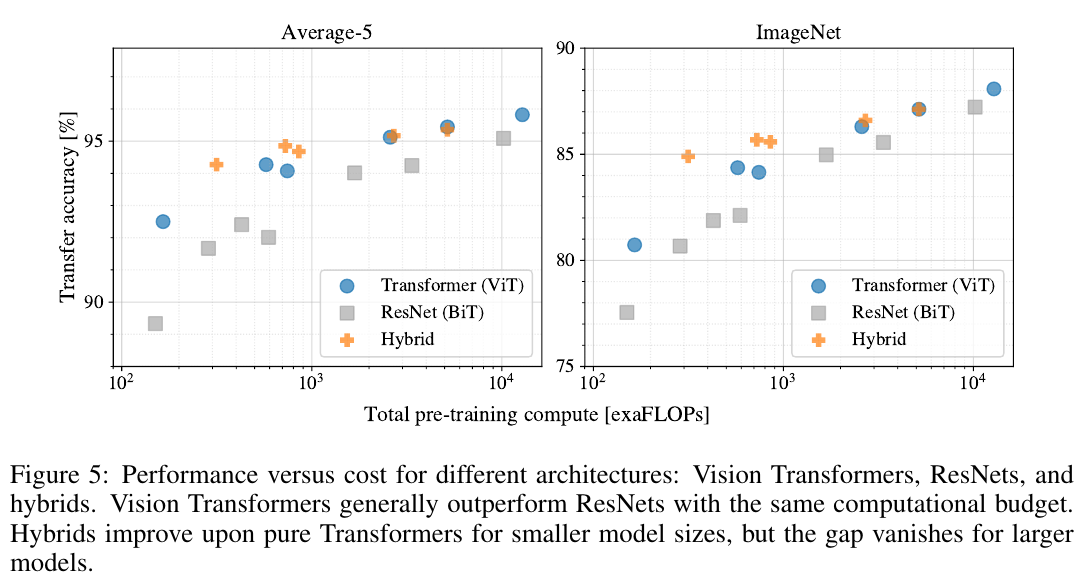 Average-5
ImageNet
Transfer accuracy [%]
95
90
10²
10³
10⁴
Transformer (ViT)
ResNet (BiT)
Hybrid
90
85
80
75
10²
10³
10⁴
Transformer (ViT)
ResNet (BiT)
Hybrid
Total pre-training compute [exaFLOPs]
Figure 5: Performance versus cost for different architectures: Vision Transformers, ResNets, and
hybrids. Vision Transformers generally outperform ResNets with the same computational budget.
Hybrids improve upon pure Transformers for smaller model sizes, but the gap vanishes for larger
models.